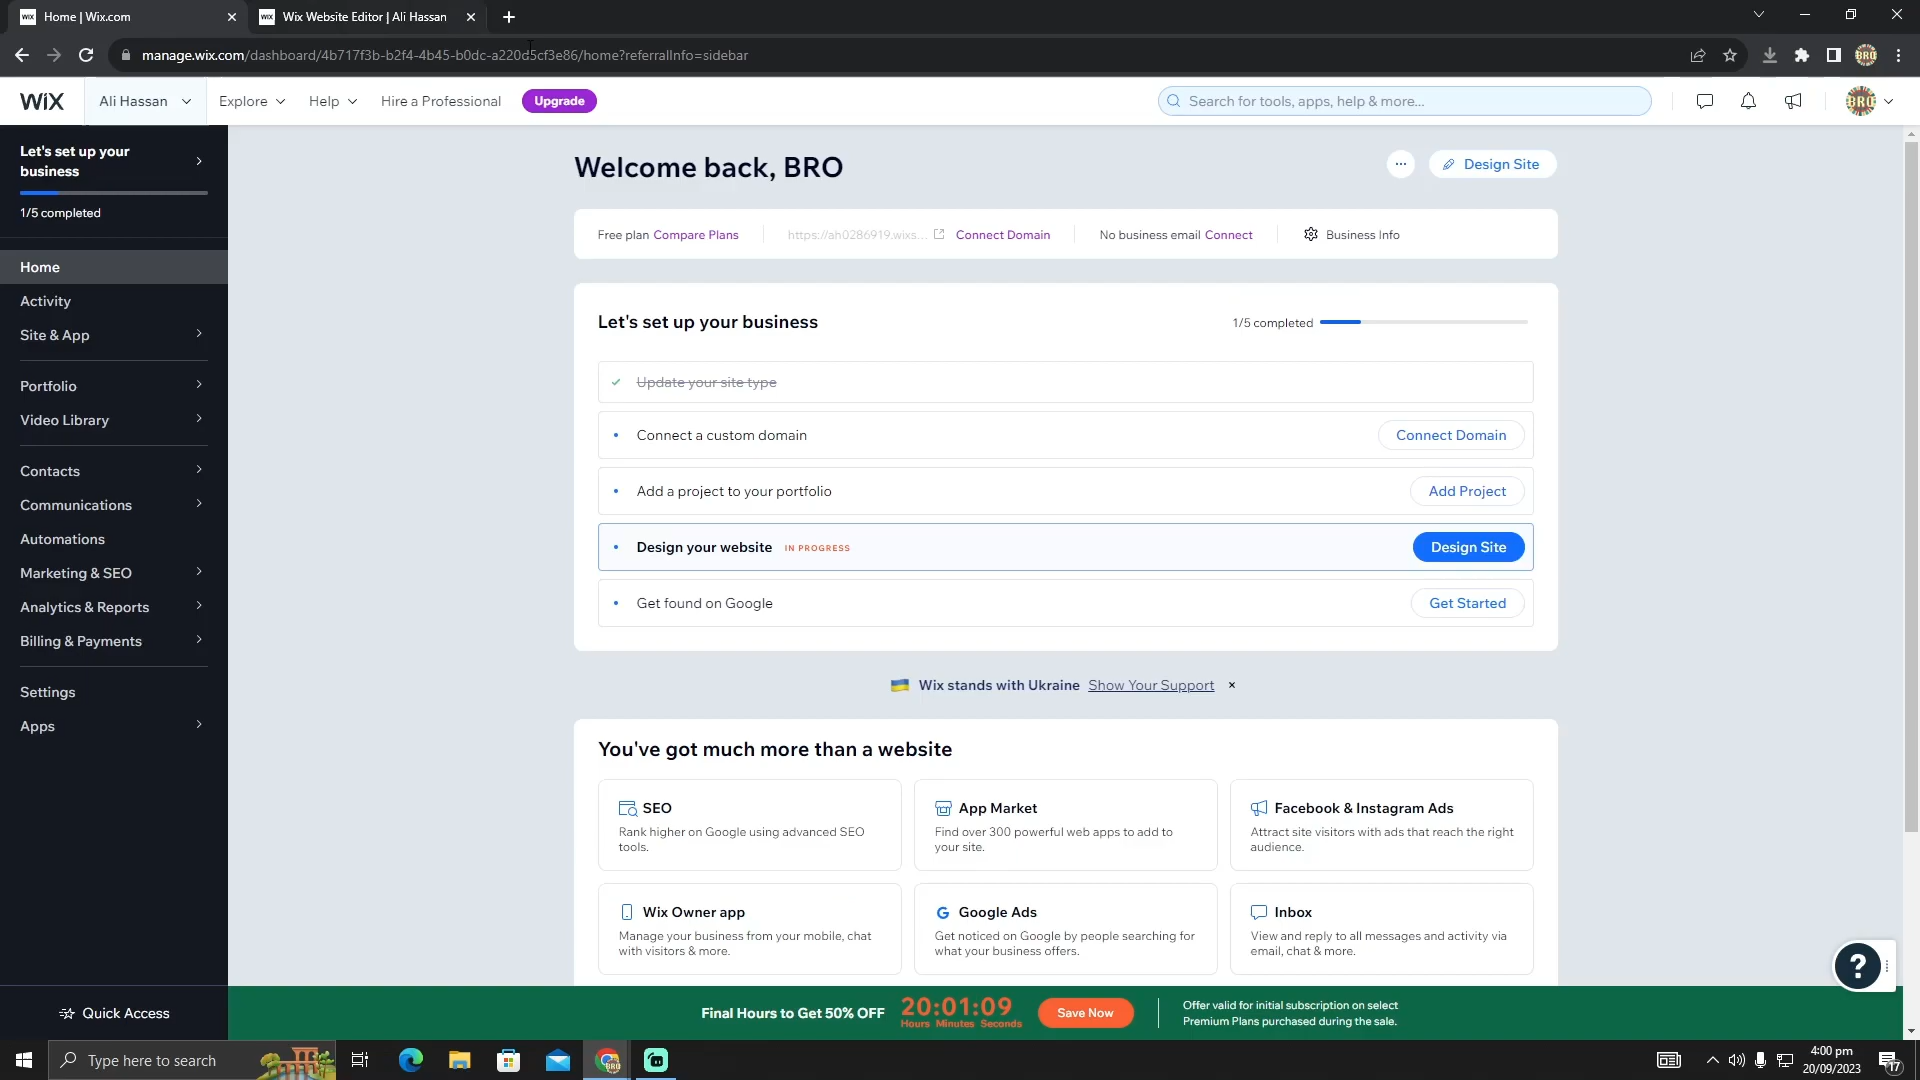 Home | Wix.com
Wix Website Editor | Ali Hassan
manage.wix.com/dashboard/4b717f3b-b2f4-4b45-b0dc-a220d5cf3e86/home?referralInfo=sidebar
WiX
Ali Hassan
Explore
Help
Hire a Professional
Upgrade
Search for tools, apps, help & more...
Let's set up your
business
1/5 completed
Home
Activity
Site & App
Portfolio
Video Library
Contacts
Communications
Automations
Marketing & SEO
Analytics & Reports
Billing & Payments
Settings
Apps
Quick Access
Welcome back, BRO
Design Site
Free plan Compare Plans
https://ah0286919.wixs...
Connect Domain
No business email Connect
Business Info
Let's set up your business
1/5 completed
Update your site type
Connect a custom domain
Connect Domain
Add a project to your portfolio
Add Project
Design your website IN PROGRESS
Design Site
Get found on Google
Get Started
Wix stands with Ukraine Show Your Support
You've got much more than a website
SEO
Rank higher on Google using advanced SEO
tools.
App Market
Find over 300 powerful web apps to add to
your site.
Facebook & Instagram Ads
Attract site visitors with ads that reach the right
audience.
Wix Owner app
Manage your business from your mobile, chat
with visitors & more.
Google Ads
Get noticed on Google by people searching for
what your business offers.
Inbox
View and reply to all messages and activity via
email, chat & more.
Final Hours to Get 50% OFF
20:01:09
Hours Minutes Seconds
Save Now
Offer valid for initial subscription on select
Premium Plans purchased during the sale.
Type here to search
4:00 pm
20/09/2023
17